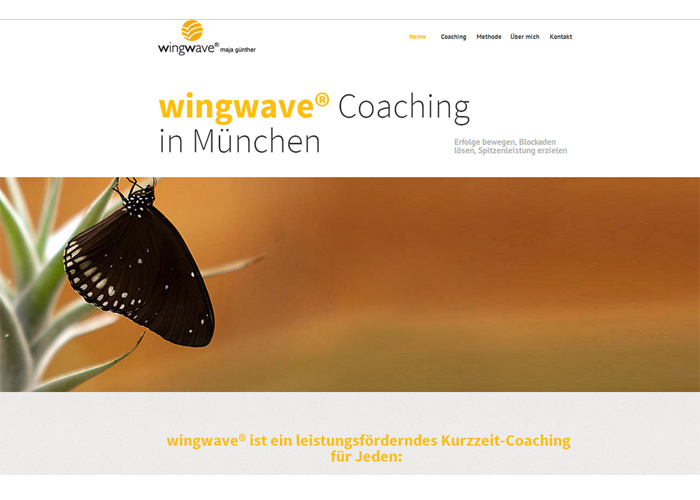 wingwave® maja günther
Home Coaching Methode Über mich Kontakt
wingwave® Coaching
in München
Erfolge bewegen, Blockaden
lösen, Spitzenleistung erzielen
wingwave® ist ein leistungsförderndes Kurzzeit-Coaching
für Jeden: